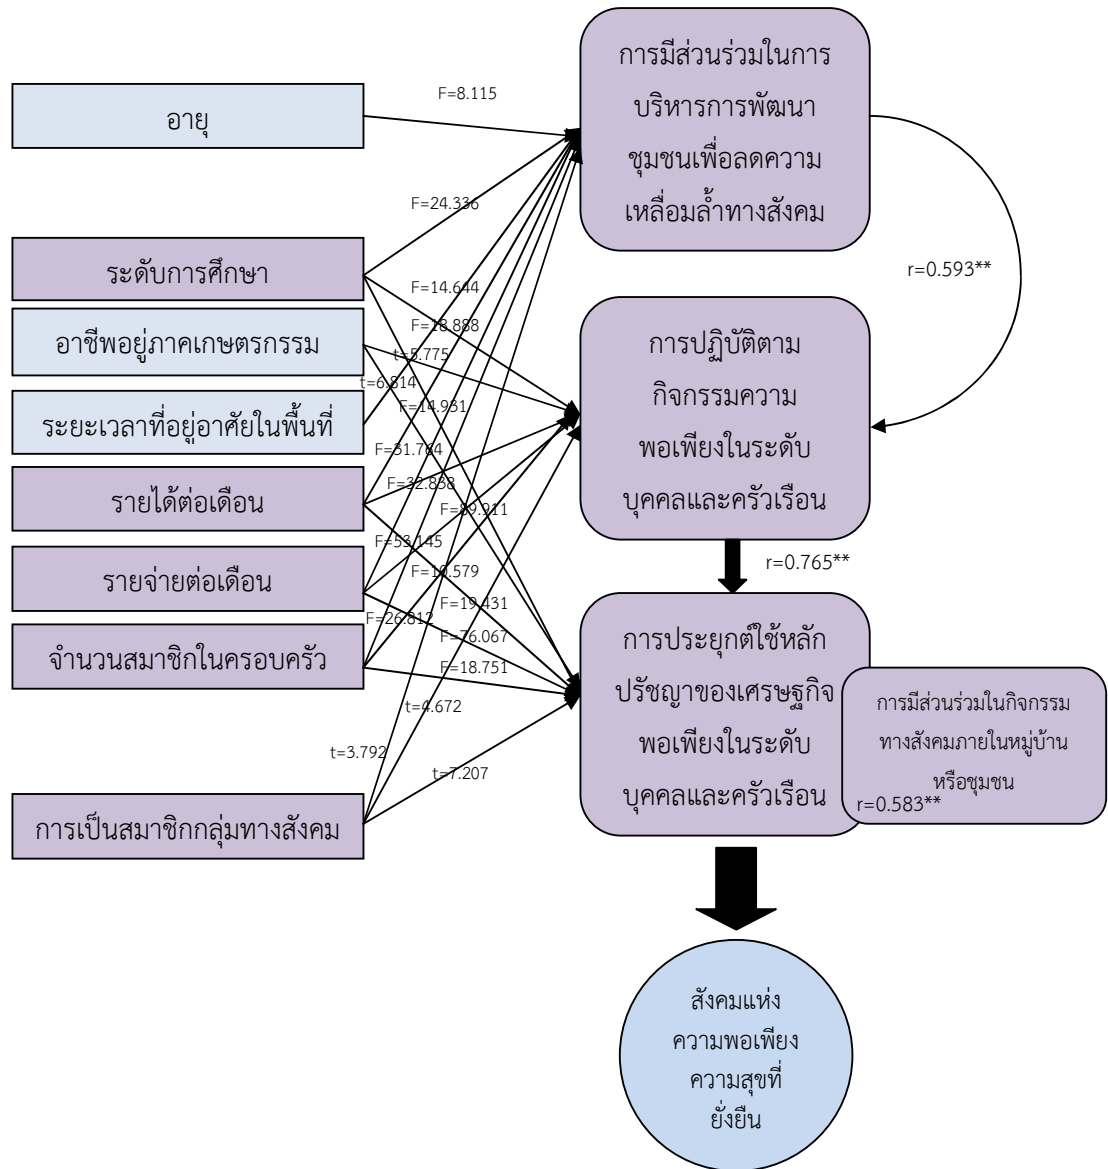 การมีส่วนร่วมในการ
บริหารการพัฒนา
ชุมชนเพื่อลดความ
เหลื่อมล้ำทางสังคม
F=8.115
อายุ
F=24.336
ระดับการศึกษา
r=0.593**
F=14.644
F=18.888
อาชีพอยู่ภาคเกษตรกรรม
t=5.775
t=6.814
การปฏิบัติตาม
กิจกรรมความ
พอเพียงในระดับ
บุคคลและครัวเรือน
F=14.931
ระยะเวลาที่อยู่อาศัยในพื้นที่
F=31.764
F=32.838
รายได้ต่อเดือน
F=89.911
F=53.145
r=0.765**
F=10.579
รายจ่ายต่อเดือน
F=19.431
F=26.812
F=76.067
จำนวนสมาชิกในครอบครัว
F=18.751
การประยุกต์ใช้หลัก
ปรัชญาของเศรษฐกิจ
พอเพียงในระดับ
บุคคลและครัวเรือน
การมีส่วนร่วมในกิจกรรม
ทางสังคมภายในหมู่บ้าน
หรือชุมชน
r=0.583**
t=4.672
t=3.792
t=7.207
การเป็นสมาชิกกลุ่มทางสังคม
สังคมแห่ง
ความพอเพียง
ความสุขที่
ยั่งยืน